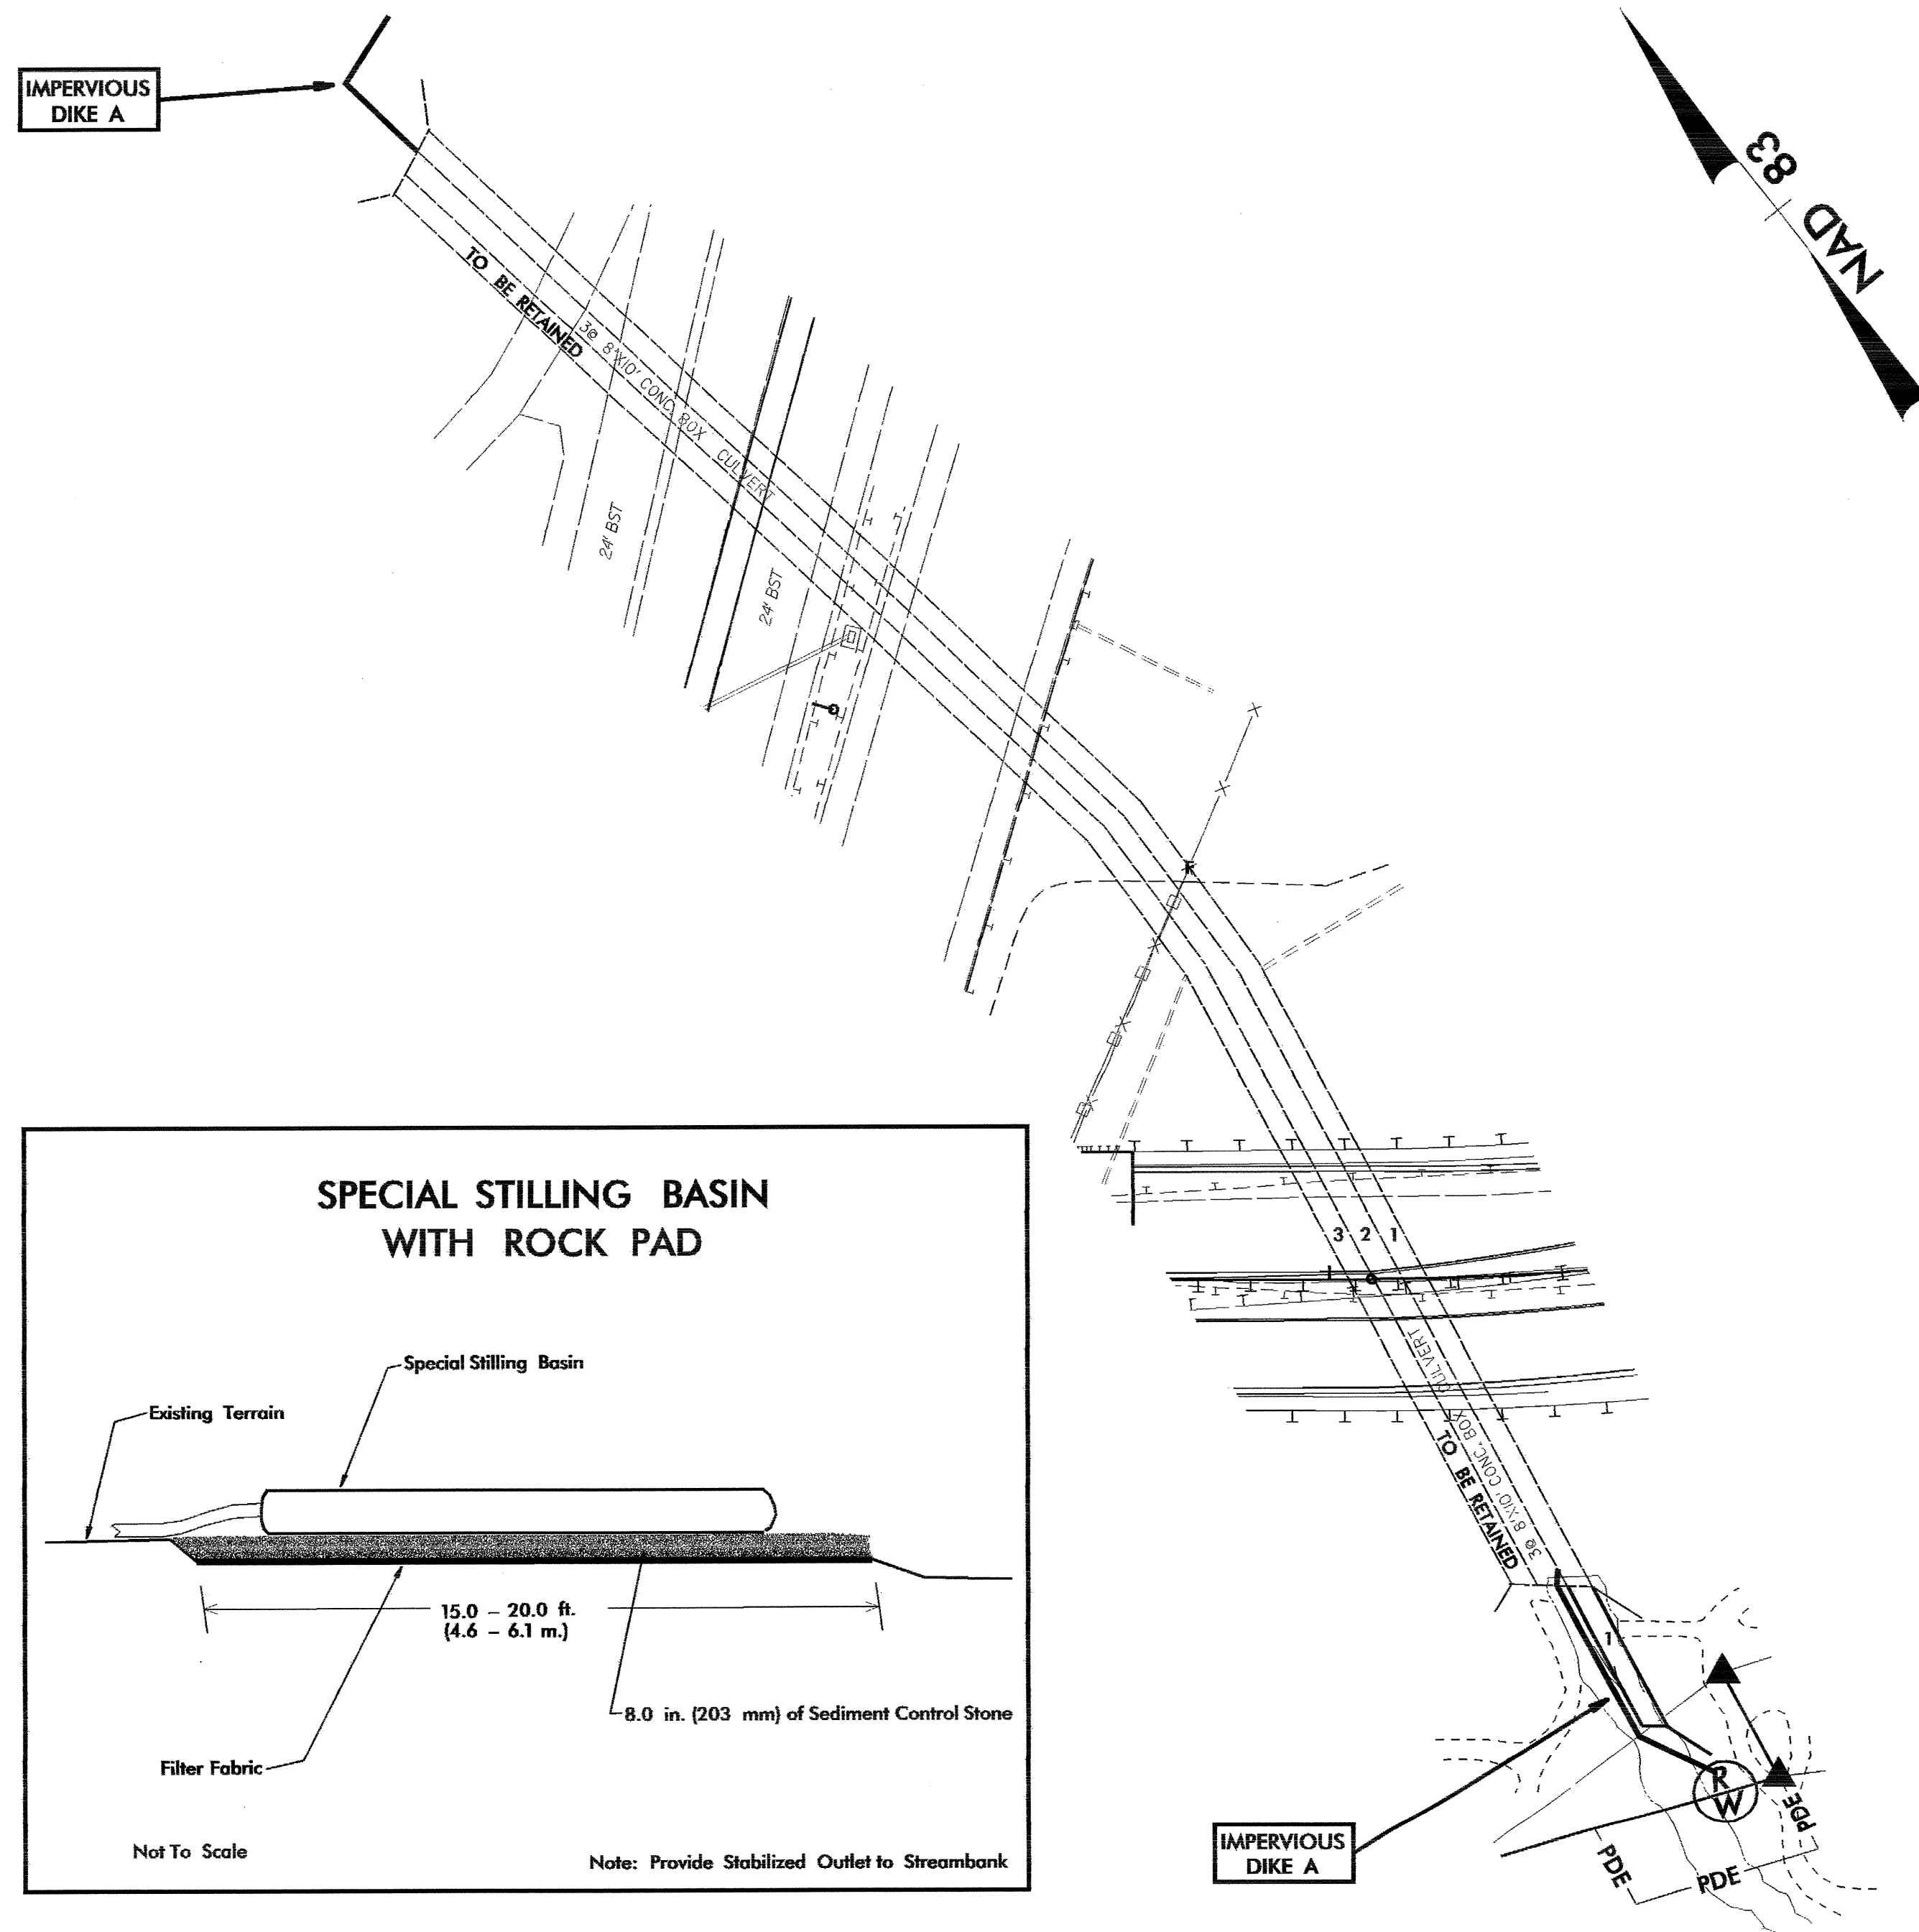 IMPERVIOUS
DIKE A
NAD 83
TO BE RETAINED
3@ 8'X10' CONC. BOX CULVERT
24' BST
24' BST
3 2 1
3@ 8'X10' CONC. BOX CULVERT
TO BE RETAINED
1
R
W
PDE
PDE
PDE
IMPERVIOUS
DIKE A
SPECIAL STILLING BASIN
WITH ROCK PAD
Special Stilling Basin
Existing Terrain
15.0 – 20.0 ft.
(4.6 – 6.1 m.)
8.0 in. (203 mm) of Sediment Control Stone
Filter Fabric
Not To Scale
Note: Provide Stabilized Outlet to Streambank